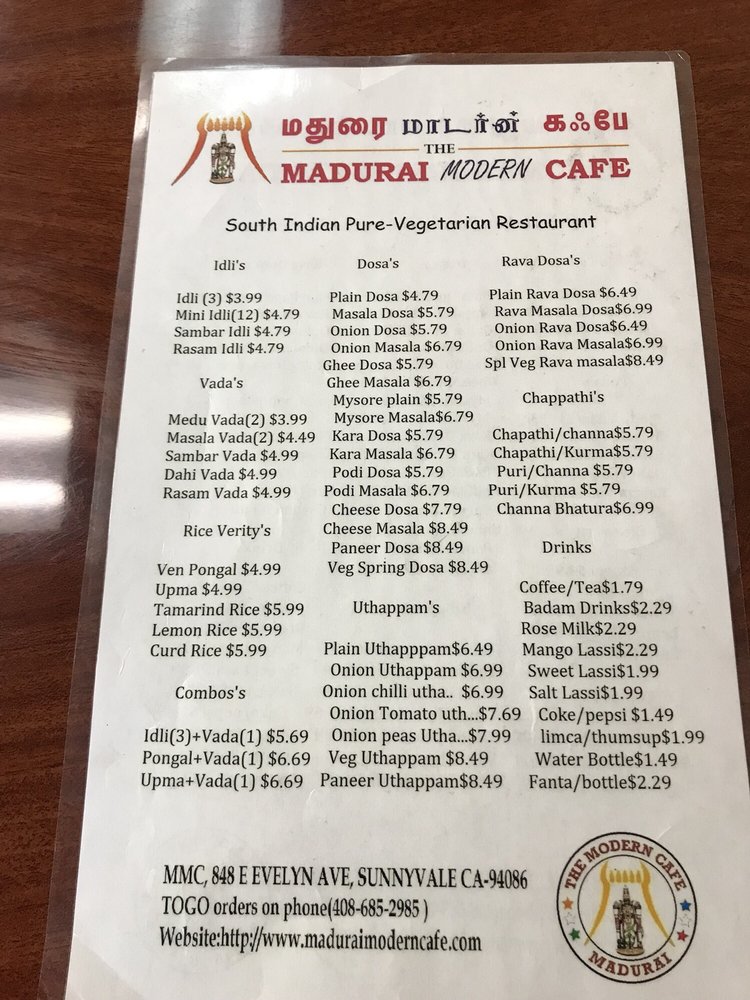 மதுரை மாடர்ன் கஃபே
THE
MADURAI MODERN CAFE
South Indian Pure-Vegetarian Restaurant
Idli's
Idli (3) $3.99
Mini Idli(12) $4.79
Sambar Idli $4.79
Rasam Idli $4.79
Vada's
Medu Vada(2) $3.99
Masala Vada(2) $4.49
Sambar Vada $4.99
Dahi Vada $4.99
Rasam Vada $4.99
Rice Verity's
Ven Pongal $4.99
Upma $4.99
Tamarind Rice $5.99
Lemon Rice $5.99
Curd Rice $5.99
Combos's
Idli(3)+Vada(1) $5.69
Pongal+Vada(1) $6.69
Upma+Vada(1) $6.69
Dosa's
Plain Dosa $4.79
Masala Dosa $5.79
Onion Dosa $5.79
Onion Masala $6.79
Ghee Dosa $5.79
Ghee Masala $6.79
Mysore plain $5.79
Mysore Masala$6.79
Kara Dosa $5.79
Kara Masala $6.79
Podi Dosa $5.79
Podi Masala $6.79
Cheese Dosa $7.79
Cheese Masala $8.49
Paneer Dosa $8.49
Veg Spring Dosa $8.49
Uthappam's
Plain Uthapppam$6.49
Onion Uthappam $6.99
Onion chilli utha.. $6.99
Onion Tomato uth...$7.69
Onion peas Utha...$7.99
Veg Uthappam $8.49
Paneer Uthappam$8.49
Rava Dosa's
Plain Rava Dosa $6.49
Rava Masala Dosa$6.99
Onion Rava Dosa$6.49
Onion Rava Masala$6.99
Spl Veg Rava masala$8.49
Chappathi's
Chapathi/channa$5.79
Chapathi/Kurma$5.79
Puri/Channa $5.79
Puri/Kurma $5.79
Channa Bhatura$6.99
Drinks
Coffee/Tea$1.79
Badam Drinks$2.29
Rose Milk$2.29
Mango Lassi$2.29
Sweet Lassi$1.99
Salt Lassi$1.99
Coke/pepsi $1.49
limca/thumsup$1.99
Water Bottle$1.49
Fanta/bottle$2.29
MMC, 848 E EVELYN AVE, SUNNYVALE CA-94086
TOGO orders on phone(408-685-2985 )
Website:http://www.maduraimoderncafe.com
THE MODERN CAFE
MADURAI